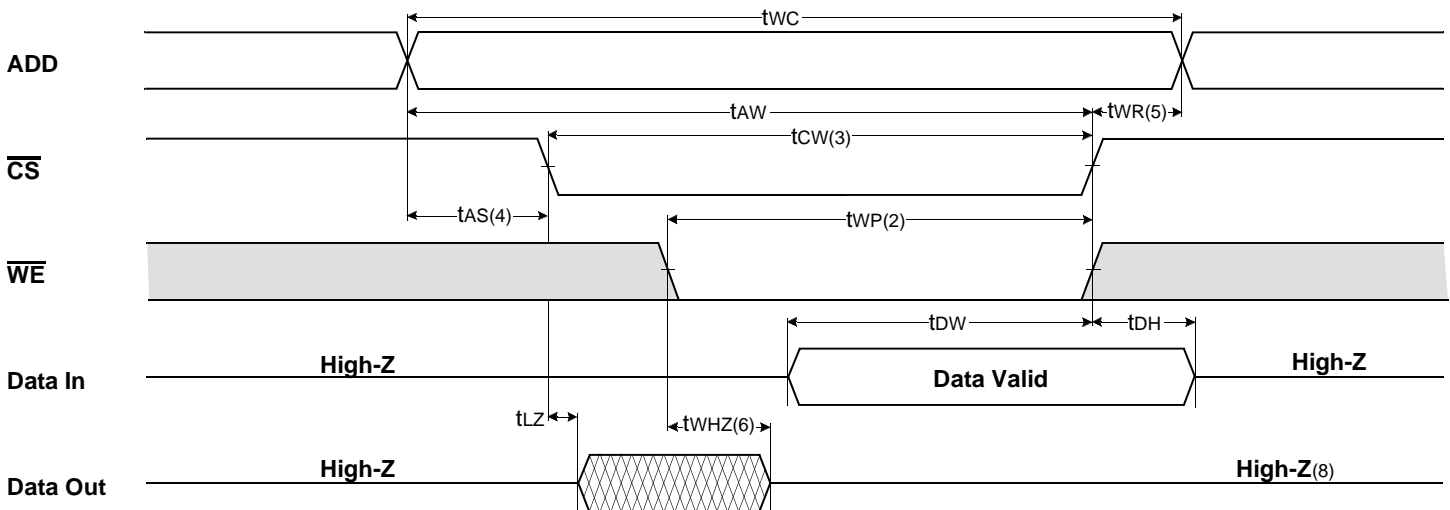 tWC
ADD
tAW
tWR(5)
tCW(3)
CS
tAS(4)
tWP(2)
WE
tDW
tDH
High-Z
Data In
Data Valid
High-Z
tLZ
tWHZ(6)
High-Z
Data Out
High-Z(8)